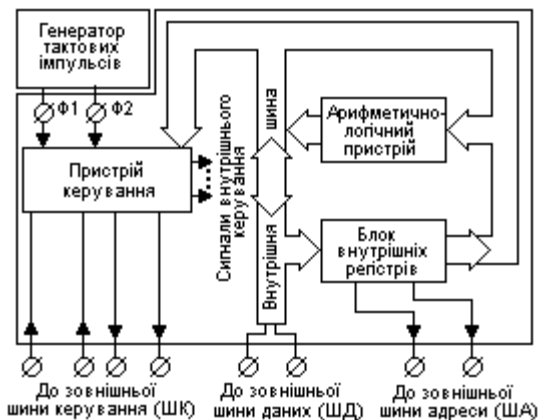 Генератор
тактових
імпульсів
Ф1
Ф2
Пристрій
керування
Сигнали внутрішнього
керування
Внутрішня шина
Арифметично-
логічний
пристрій
Блок
внутрішніх
регістрів
До зовнішньої
шини керування (ШК)
До зовнішньої
шини даних (ШД)
До зовнішньої
шини адреси (ША)